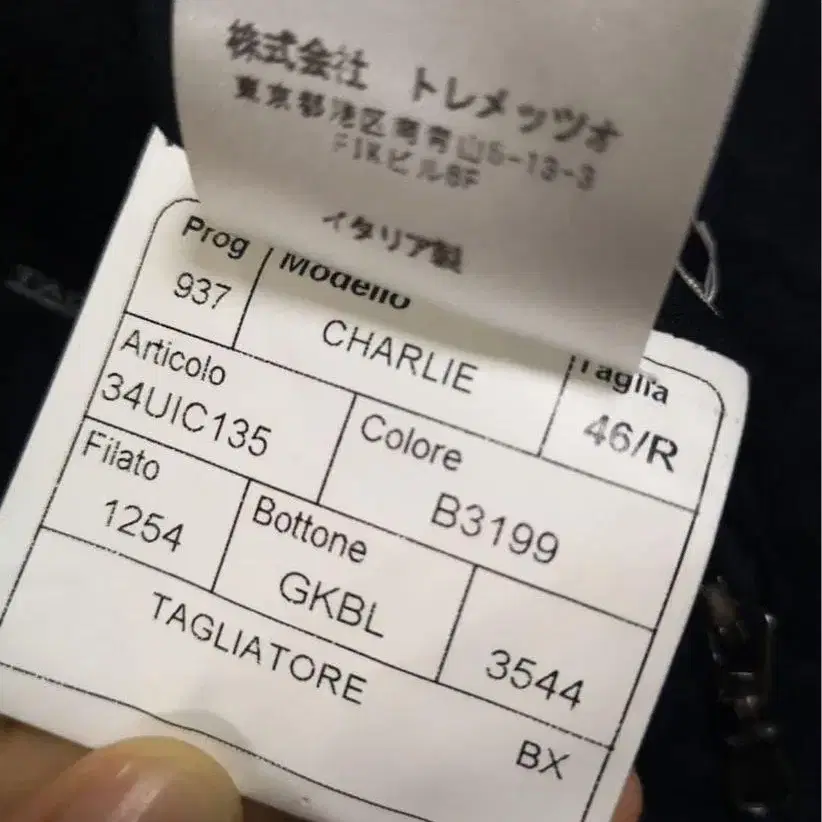 株式会社 トレメッツオ
東京都港区南青山5-13-3
FIKビル6F
イタリア製
Prog
Modello
Taglia
937
CHARLIE
46/R
Articolo
Colore
34UIC135
B3199
Filato
Bottone
1254
GKBL
3544
TAGLIATORE
BX